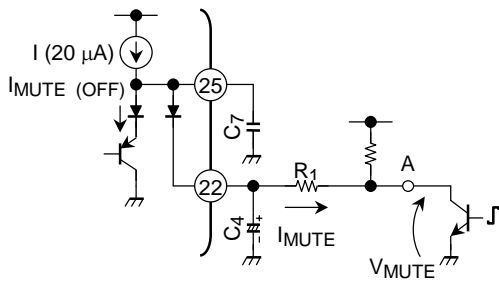 I (20 μA)
IMUTE (OFF)
25
C7
22
R1
A
C4
+
-
IMUTE
VMUTE